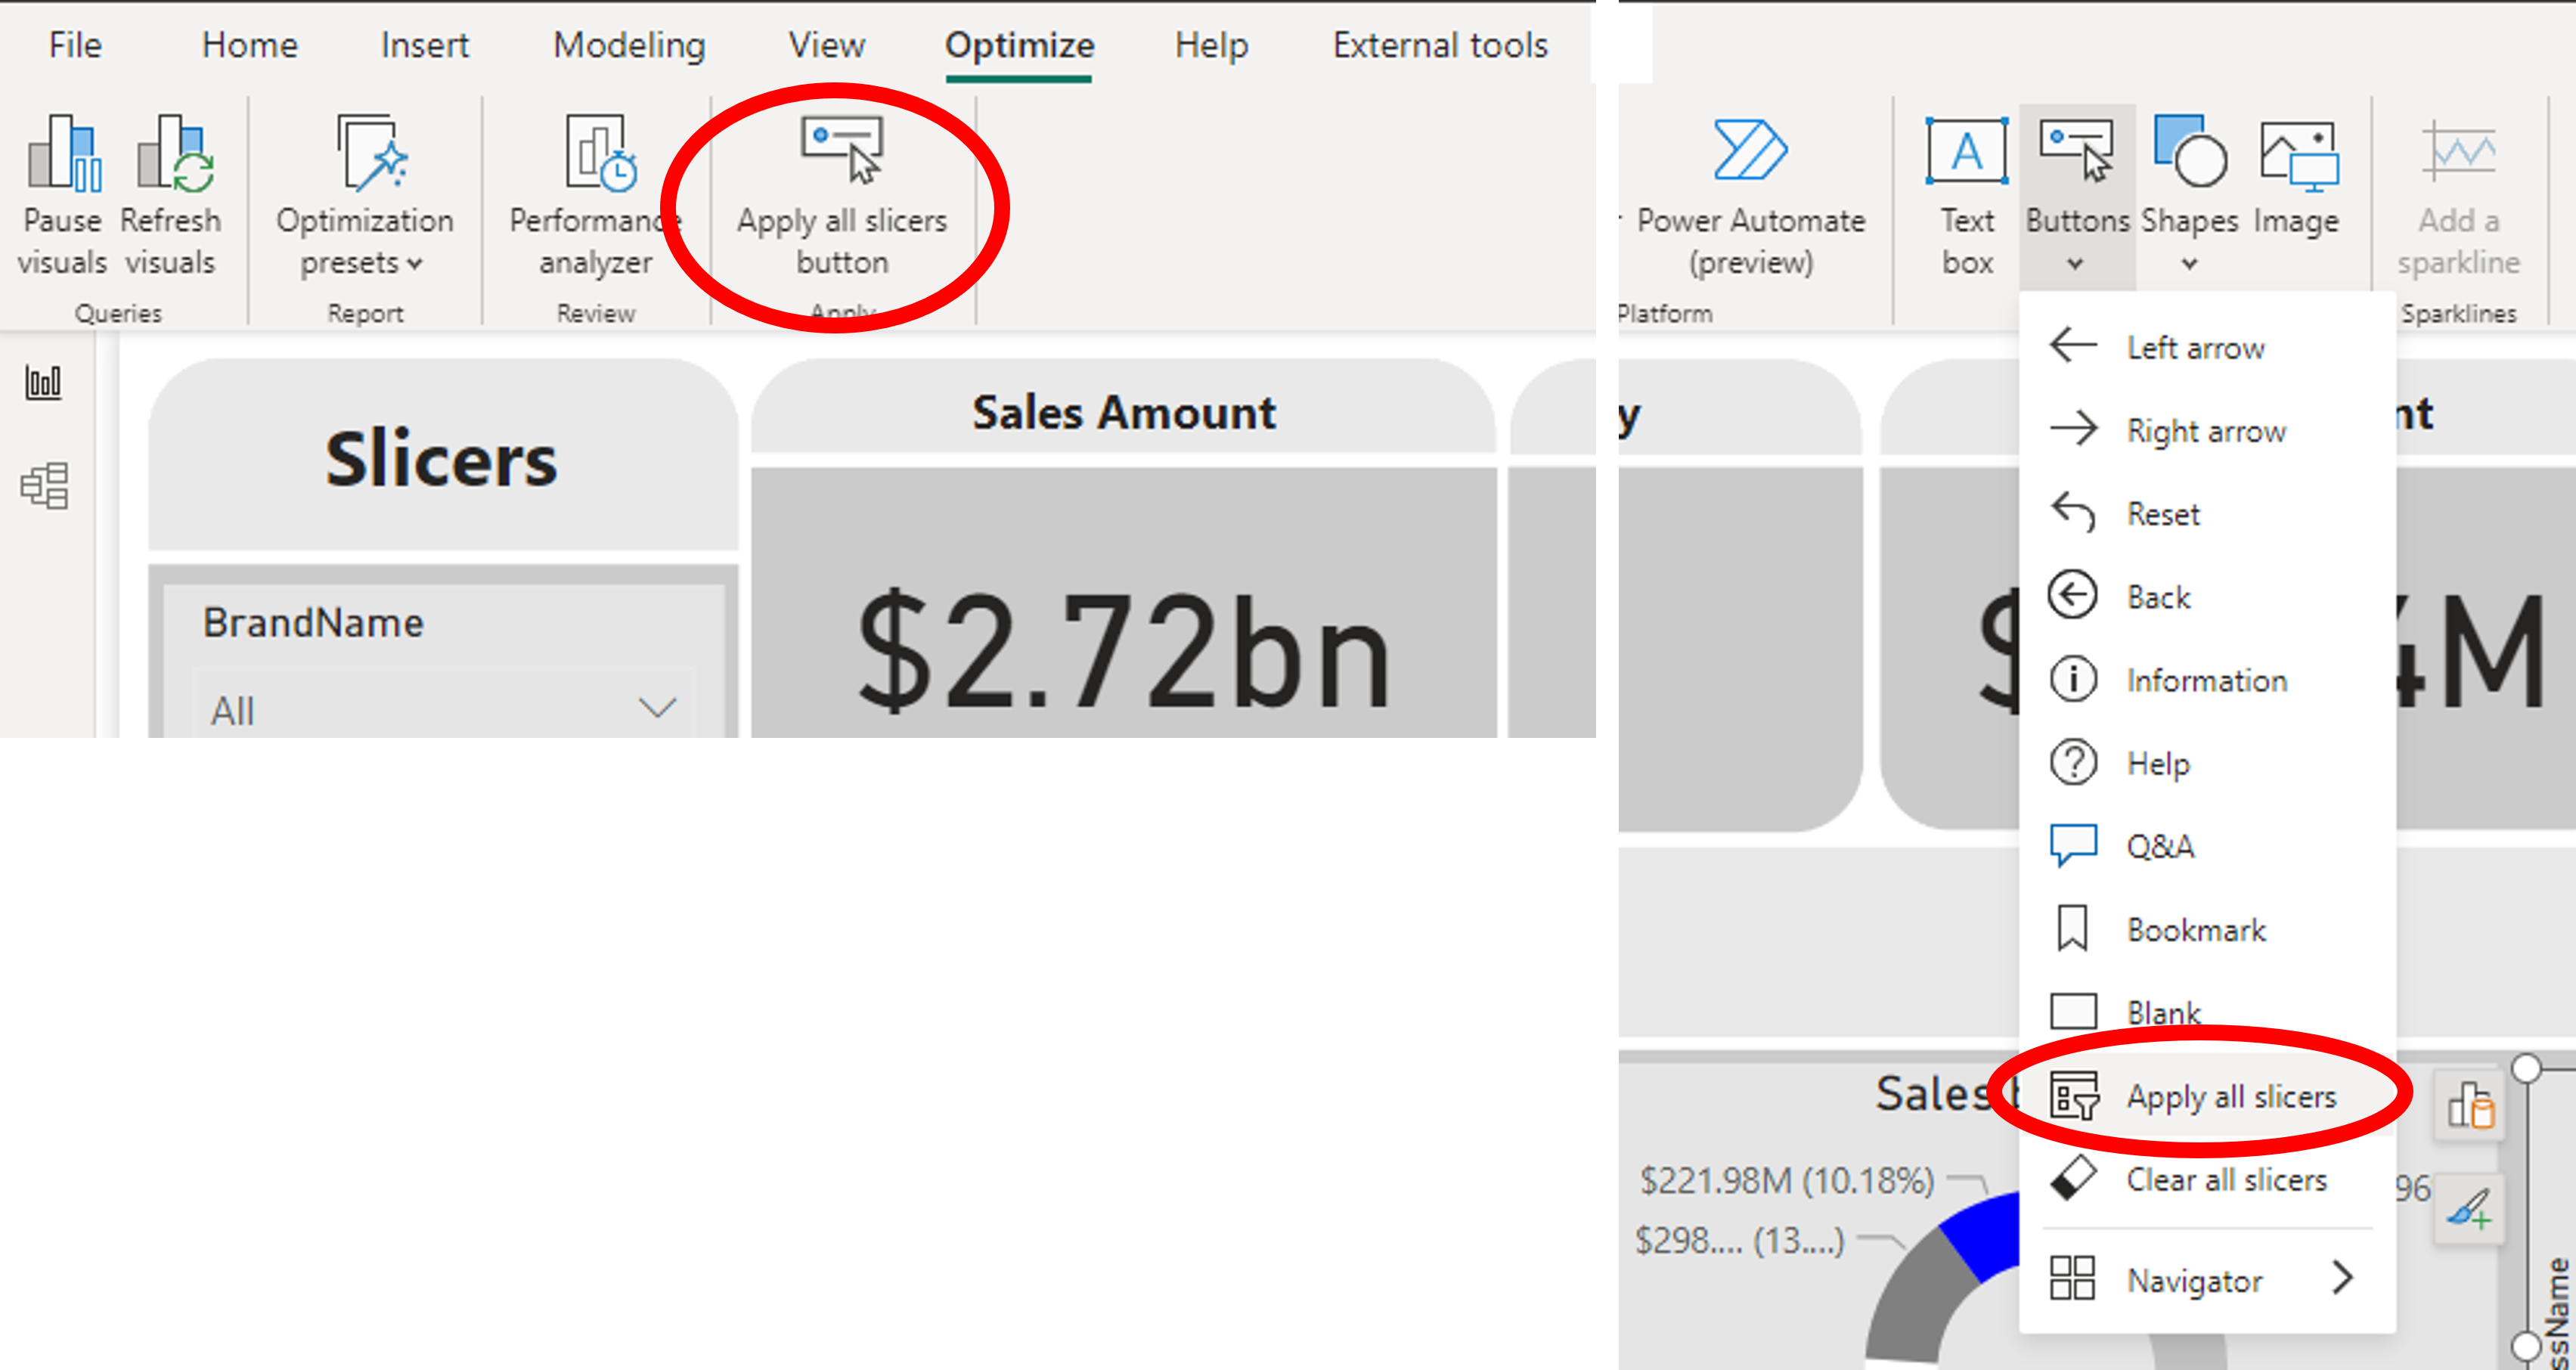 File Home Insert Modeling View Optimize Help External tools
Pause visuals
Refresh visuals
Optimization presets
Performance analyzer
Apply all slicers button
Queries Report Review Apply
Slicers
Sales Amount
BrandName
All
$2.72bn
Power Automate (preview)
Text box
Buttons
Shapes
Image
Add a sparkline
Platform
Sparklines
y
nt
$
4M
Left arrow
Right arrow
Reset
Back
Information
Help
Q&A
Bookmark
Blank
Apply all slicers
Clear all slicers
Navigator
Sales
$221.98M (10.18%)
$298.... (13....)
96
ssName